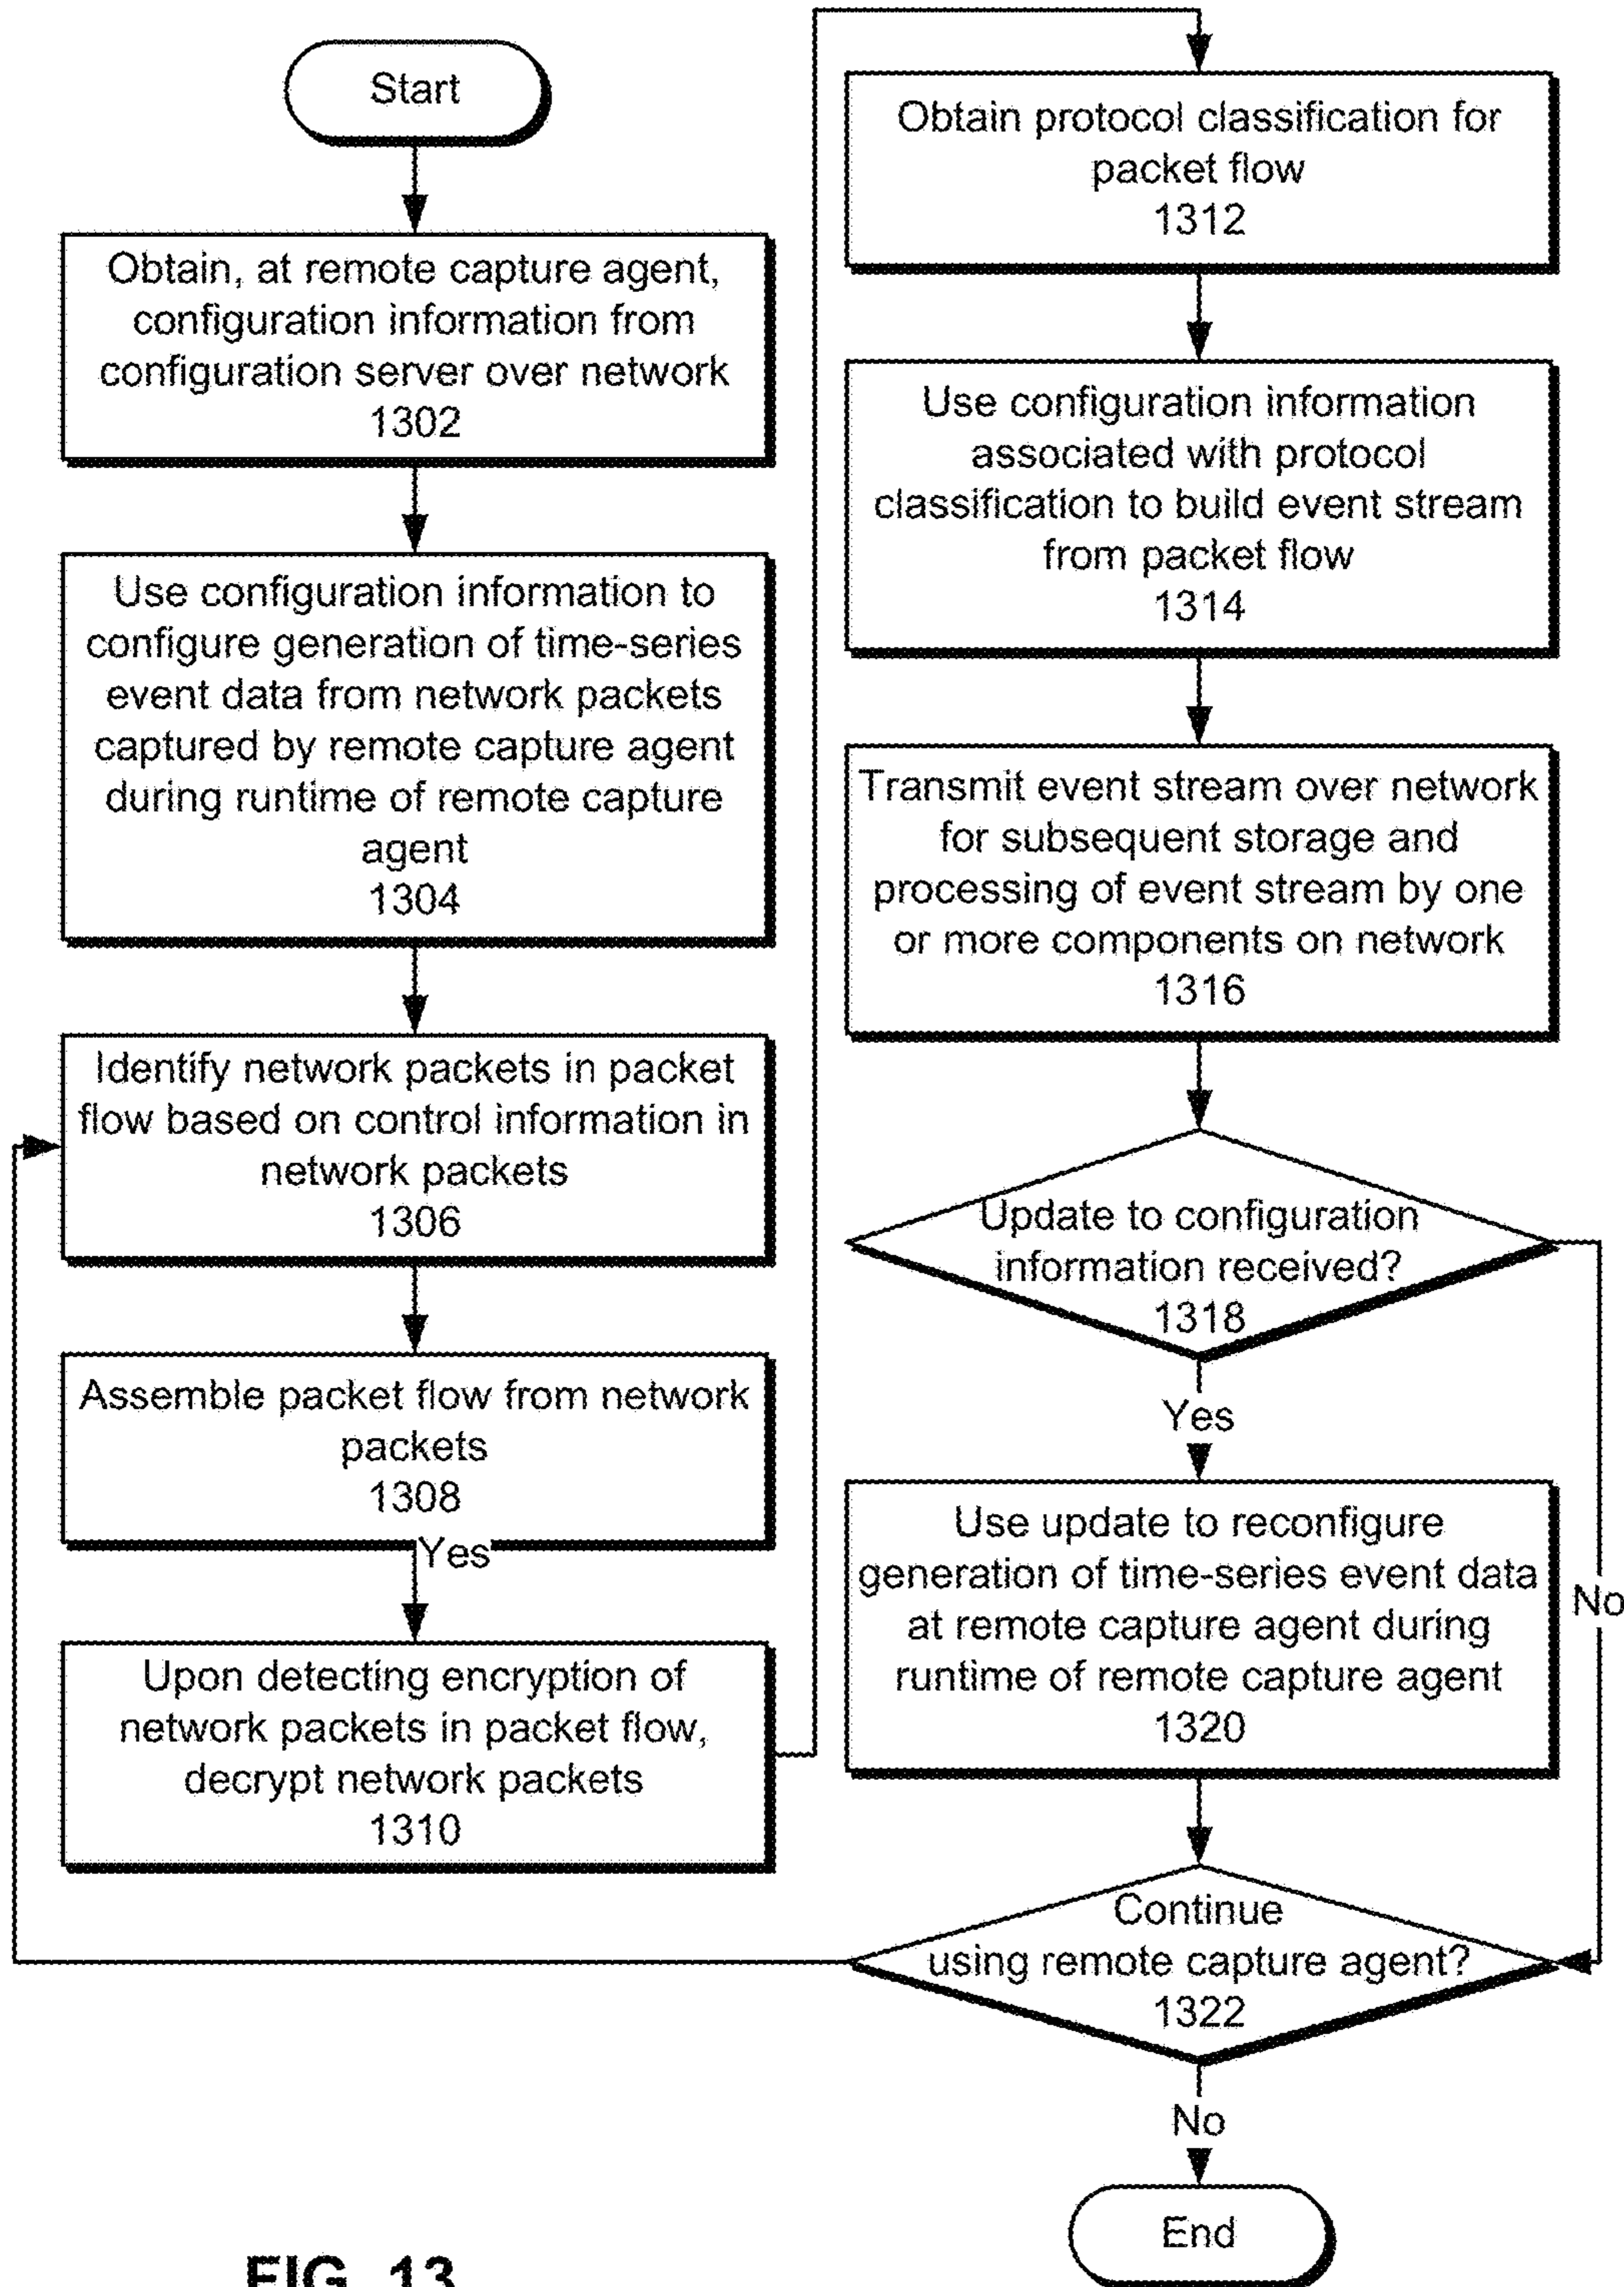 Start
Obtain, at remote capture agent,
configuration information from
configuration server over network
1302
Use configuration information to
configure generation of time-series
event data from network packets
captured by remote capture agent
during runtime of remote capture
agent
1304
Identify network packets in packet
flow based on control information in
network packets
1306
Assemble packet flow from network
packets
1308
Yes
Upon detecting encryption of
network packets in packet flow,
decrypt network packets
1310
Obtain protocol classification for
packet flow
1312
Use configuration information
associated with protocol
classification to build event stream
from packet flow
1314
Transmit event stream over network
for subsequent storage and
processing of event stream by one
or more components on network
1316
Update to configuration
information received?
1318
Yes
Use update to reconfigure
generation of time-series event data
at remote capture agent during
runtime of remote capture agent
1320
No
Continue
using remote capture agent?
1322
No
End
FIG. 13